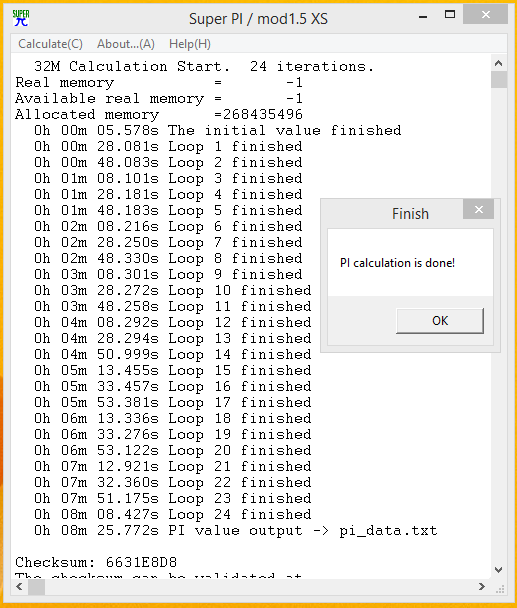 SUPER π
Super PI / mod1.5 XS
Calculate(C) About...(A) Help(H)
32M Calculation Start. 24 iterations.
Real memory = -1
Available real memory = -1
Allocated memory =268435496
0h 00m 05.578s The initial value finished
0h 00m 28.081s Loop 1 finished
0h 00m 48.083s Loop 2 finished
0h 01m 08.101s Loop 3 finished
0h 01m 28.181s Loop 4 finished
0h 01m 48.183s Loop 5 finished
0h 02m 08.216s Loop 6 finished
0h 02m 28.250s Loop 7 finished
0h 02m 48.330s Loop 8 finished
0h 03m 08.301s Loop 9 finished
0h 03m 28.272s Loop 10 finished
0h 03m 48.258s Loop 11 finished
0h 04m 08.292s Loop 12 finished
0h 04m 28.294s Loop 13 finished
0h 04m 50.999s Loop 14 finished
0h 05m 13.455s Loop 15 finished
0h 05m 33.457s Loop 16 finished
0h 05m 53.381s Loop 17 finished
0h 06m 13.336s Loop 18 finished
0h 06m 33.276s Loop 19 finished
0h 06m 53.122s Loop 20 finished
0h 07m 12.921s Loop 21 finished
0h 07m 32.360s Loop 22 finished
0h 07m 51.175s Loop 23 finished
0h 08m 08.427s Loop 24 finished
0h 08m 25.772s PI value output -> pi_data.txt
Checksum: 6631E8D8
The checksum can be validated at
Finish
PI calculation is done!
OK